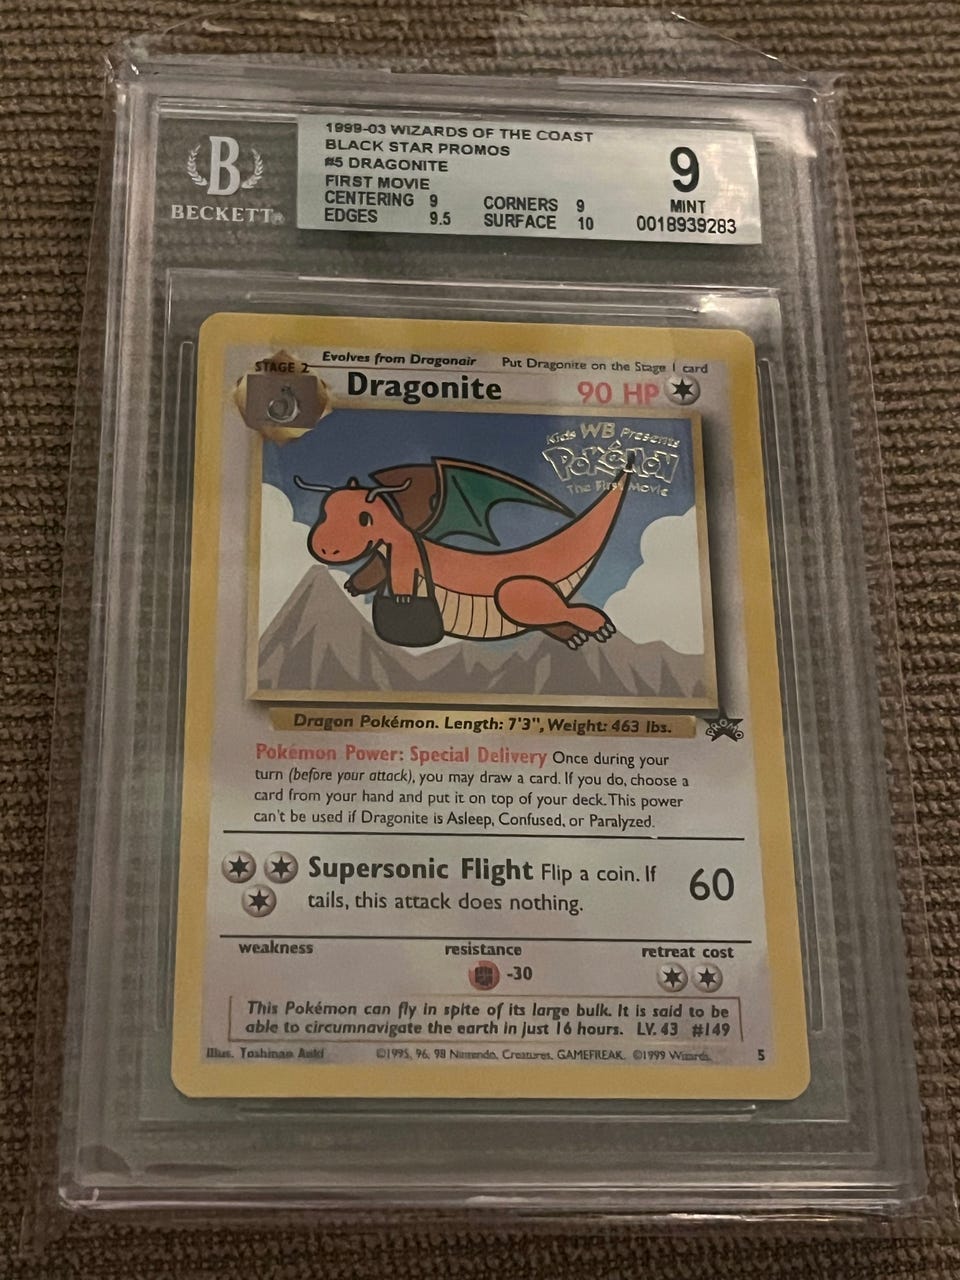 B
BECKETT®
1999-03 WIZARDS OF THE COAST
BLACK STAR PROMOS
#5 DRAGONITE
FIRST MOVIE
CENTERING 9 CORNERS 9
EDGES 9.5 SURFACE 10
9
MINT
0018939283
STAGE 2 Evolves from Dragonair Put Dragonite on the Stage 1 card
Dragonite 90 HP
Kids WB Presents
POKéMON
The First Movie
Dragon Pokémon. Length: 7'3", Weight: 463 lbs.
PROMO
Pokémon Power: Special Delivery Once during your
turn (before your attack), you may draw a card. If you do, choose a
card from your hand and put it on top of your deck. This power
can't be used if Dragonite is Asleep, Confused, or Paralyzed.
Supersonic Flight Flip a coin. If
tails, this attack does nothing.
60
weakness resistance retreat cost
-30
This Pokémon can fly in spite of its large bulk. It is said to be
able to circumnavigate the earth in just 16 hours. LV. 43 #149
Illus. Toshinao Aoki ©1995, 96, 98 Nintendo, Creatures, GAMEFREAK. ©1999 Wizards. 5